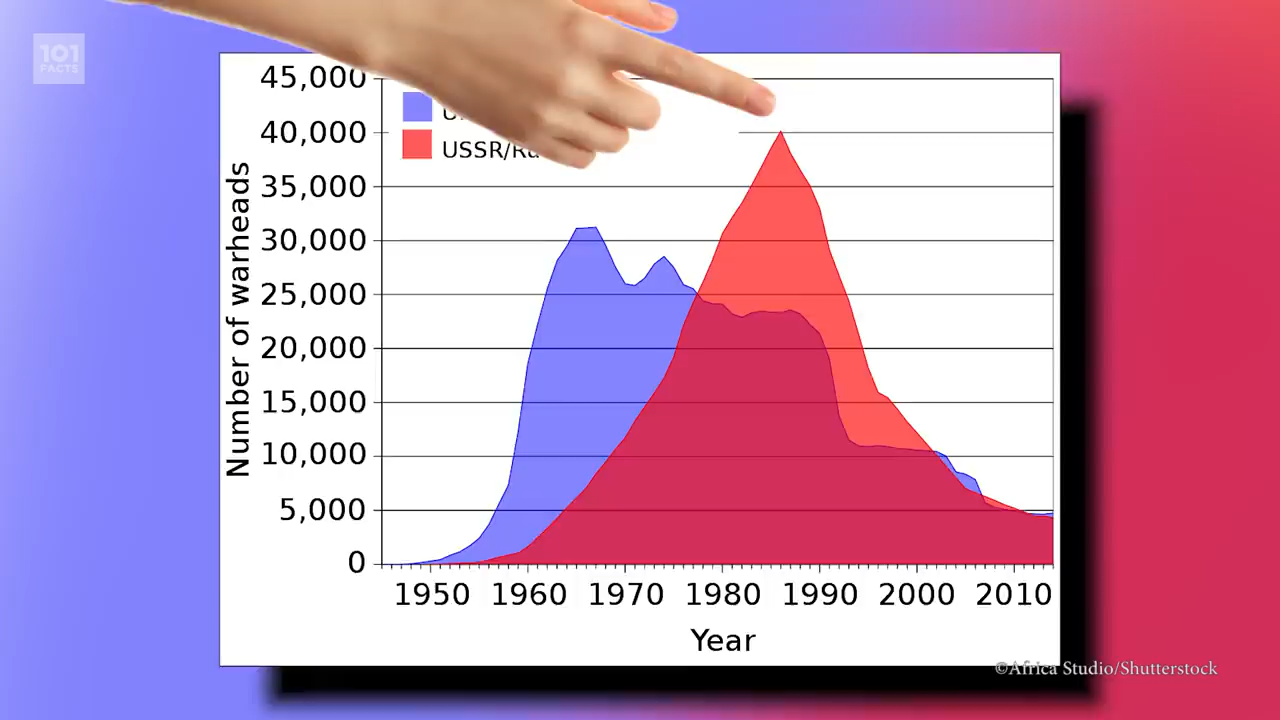 101
FACTS
45,000
40,000
35,000
30,000
25,000
20,000
15,000
10,000
5,000
0
Number of warheads
1950 1960 1970 1980 1990 2000 2010
Year
©Africa Studio/Shutterstock